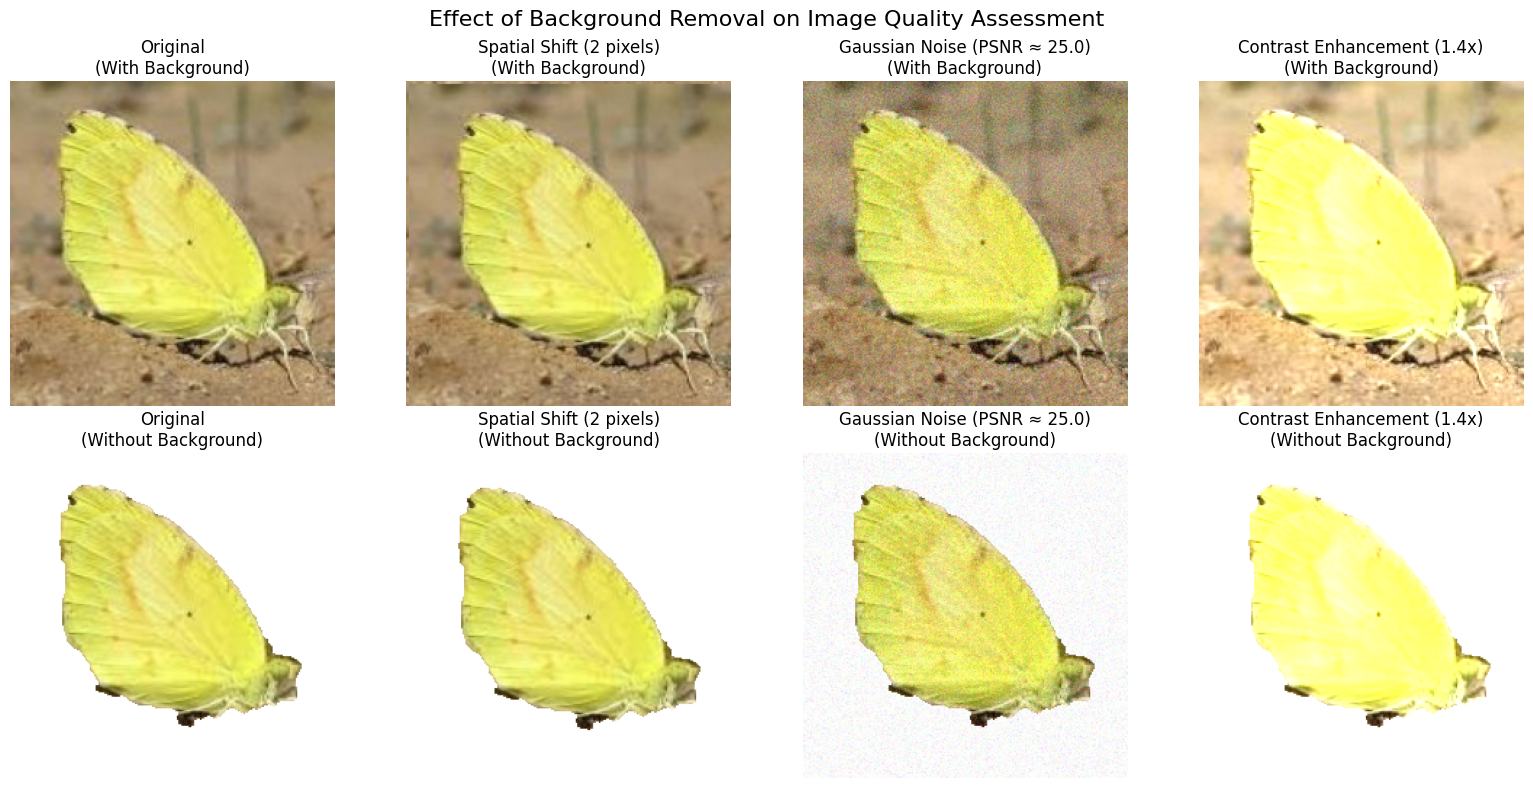 Effect of Background Removal on Image Quality Assessment
Original
(With Background)
Spatial Shift (2 pixels)
(With Background)
Gaussian Noise (PSNR ≈ 25.0)
(With Background)
Contrast Enhancement (1.4x)
(With Background)
Original
(Without Background)
Spatial Shift (2 pixels)
(Without Background)
Gaussian Noise (PSNR ≈ 25.0)
(Without Background)
Contrast Enhancement (1.4x)
(Without Background)